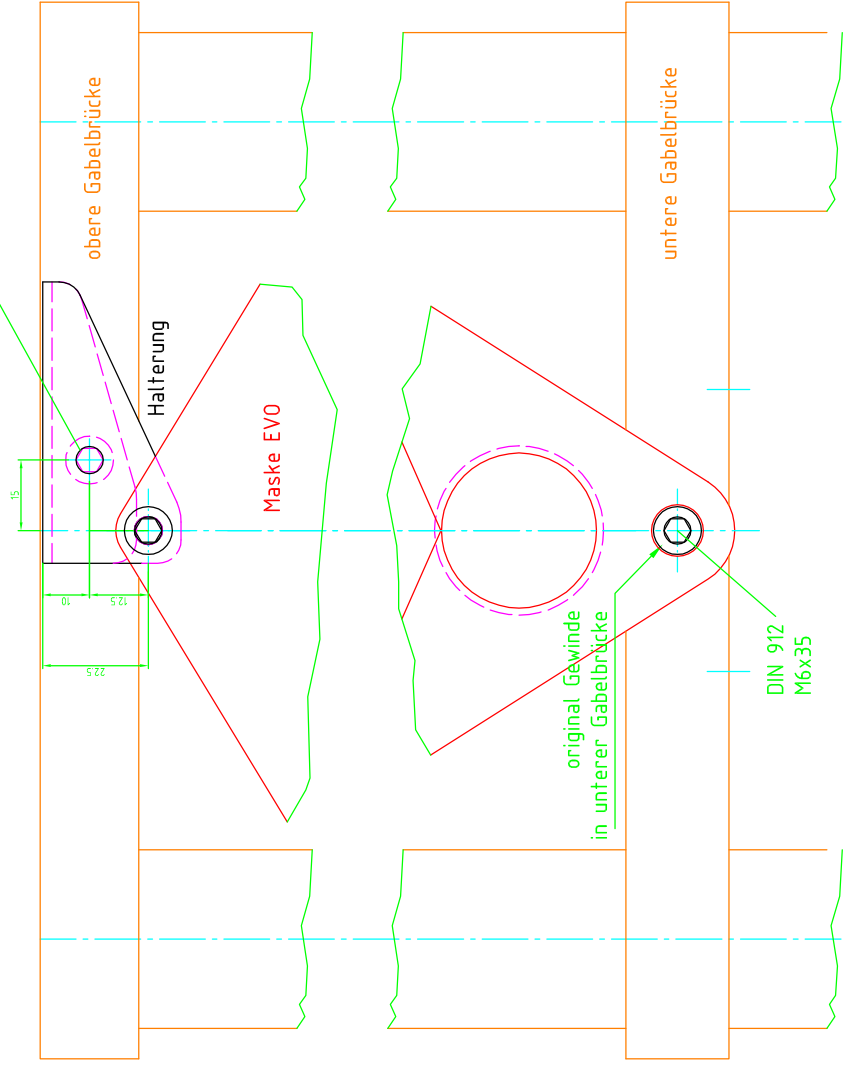 obere Gabelbrücke
untere Gabelbrücke
Halterung
Maske EVO
15
10
12.5
22.5
original Gewinde
in unterer Gabelbrücke
DIN 912
M6x35